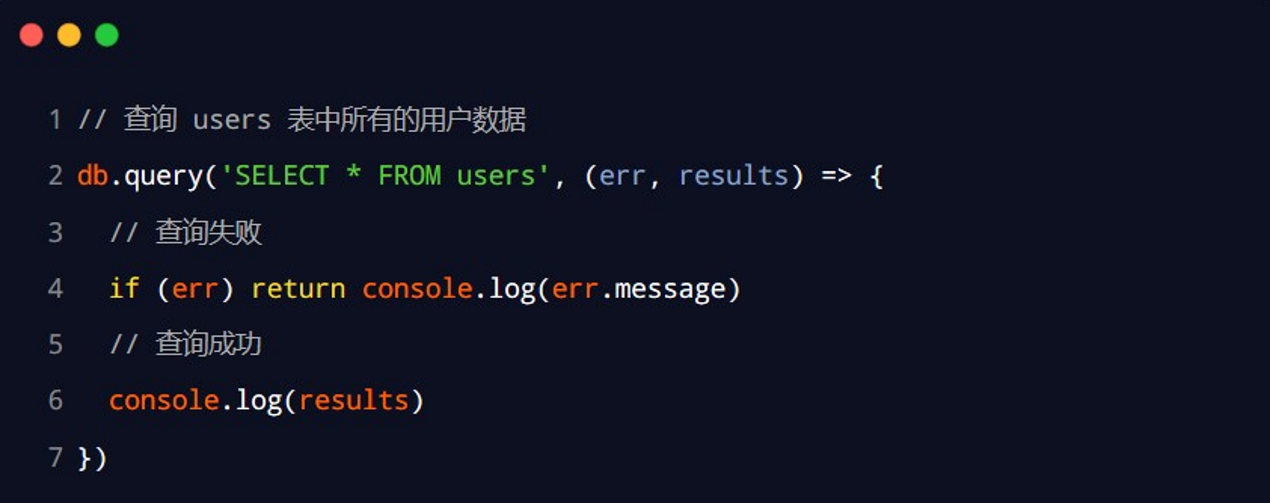 1 // 查询 users 表中所有的用户数据
2 db.query('SELECT * FROM users', (err, results) => {
3   // 查询失败
4   if (err) return console.log(err.message)
5   // 查询成功
6   console.log(results)
7 })